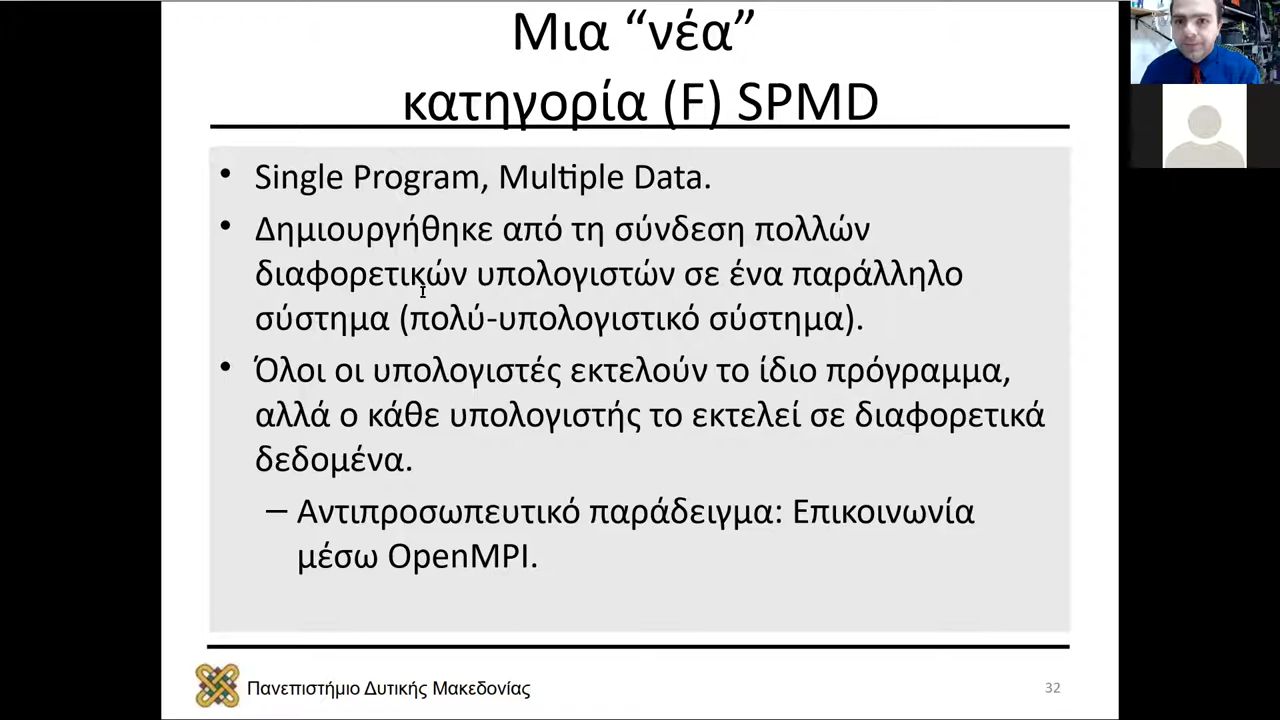 Μια “νέα”
κατηγορία (F) SPMD
• Single Program, Multiple Data.
• Δημιουργήθηκε από τη σύνδεση πολλών
διαφορετικών υπολογιστών σε ένα παράλληλο
σύστημα (πολύ-υπολογιστικό σύστημα).
• Όλοι οι υπολογιστές εκτελούν το ίδιο πρόγραμμα,
αλλά ο κάθε υπολογιστής το εκτελεί σε διαφορετικά
δεδομένα.
– Αντιπροσωπευτικό παράδειγμα: Επικοινωνία
μέσω OpenMPI.
Πανεπιστήμιο Δυτικής Μακεδονίας
32